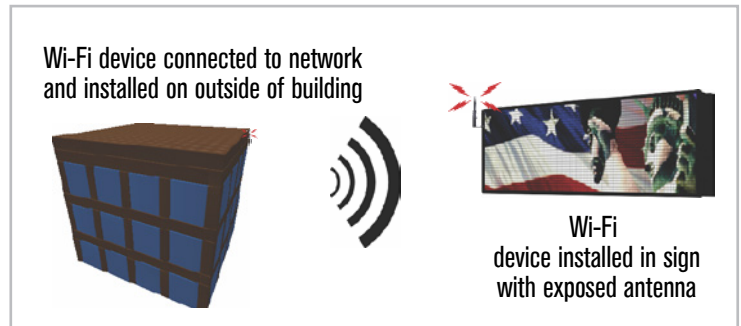 Wi-Fi device connected to network
and installed on outside of building
Wi-Fi
device installed in sign
with exposed antenna